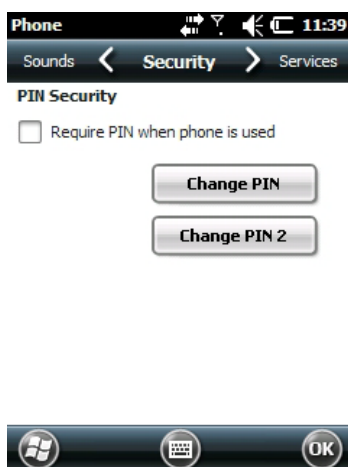 Phone 11:39
Sounds Security Services
PIN Security
Require PIN when phone is used
Change PIN
Change PIN 2
OK